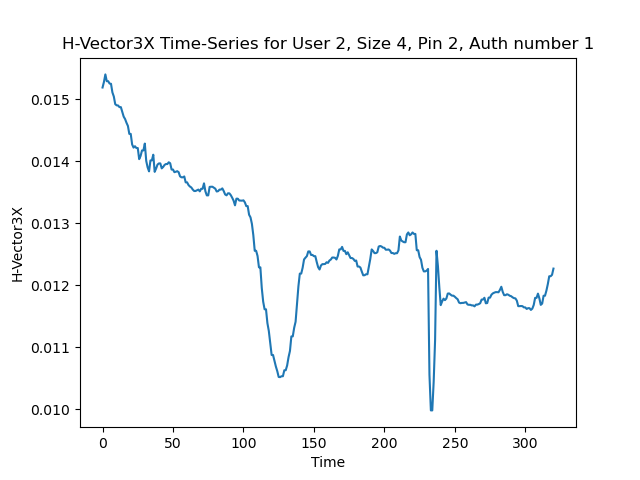 H-Vector3X Time-Series for User 2, Size 4, Pin 2, Auth number 1
0.015
0.014
0.013
0.012
0.011
0.010
H-Vector3X
0 50 100 150 200 250 300
Time